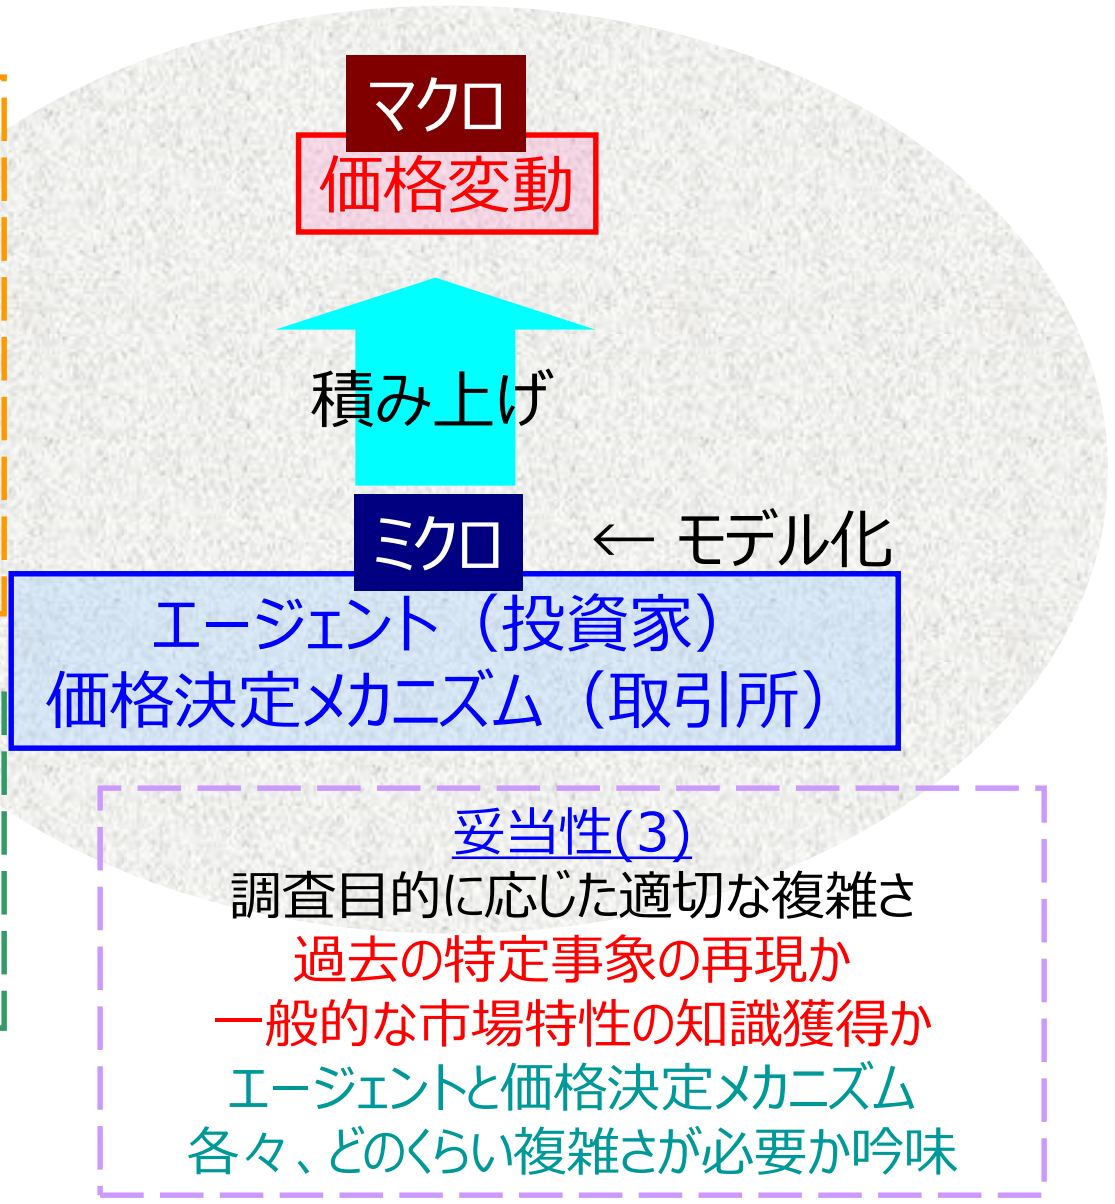 マクロ
価格変動
積み上げ
ミクロ
← モデル化
エージェント（投資家）
価格決定メカニズム（取引所）
妥当性(3)
調査目的に応じた適切な複雑さ
過去の特定事象の再現か
一般的な市場特性の知識獲得か
エージェントと価格決定メカニズム
各々、どのくらい複雑さが必要か吟味